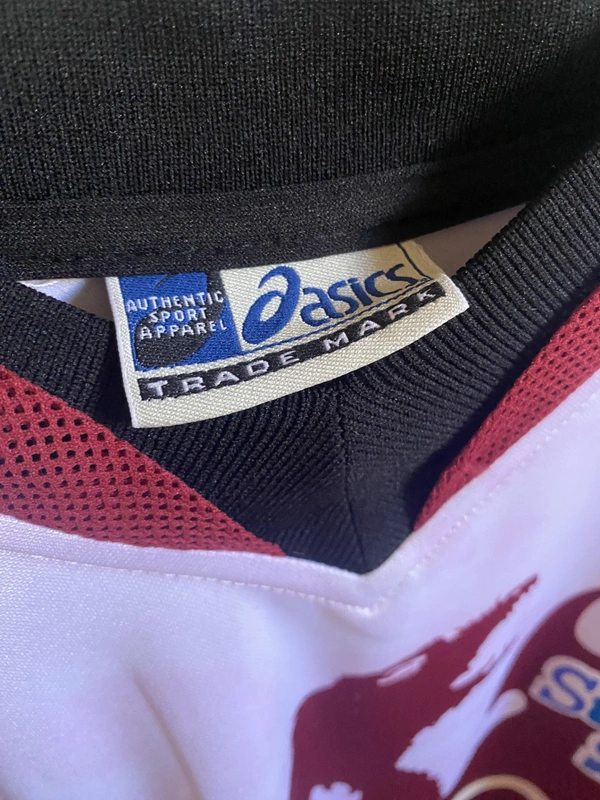 AUTHENTIC
SPORT
APPAREL
asics
TRADE MARK